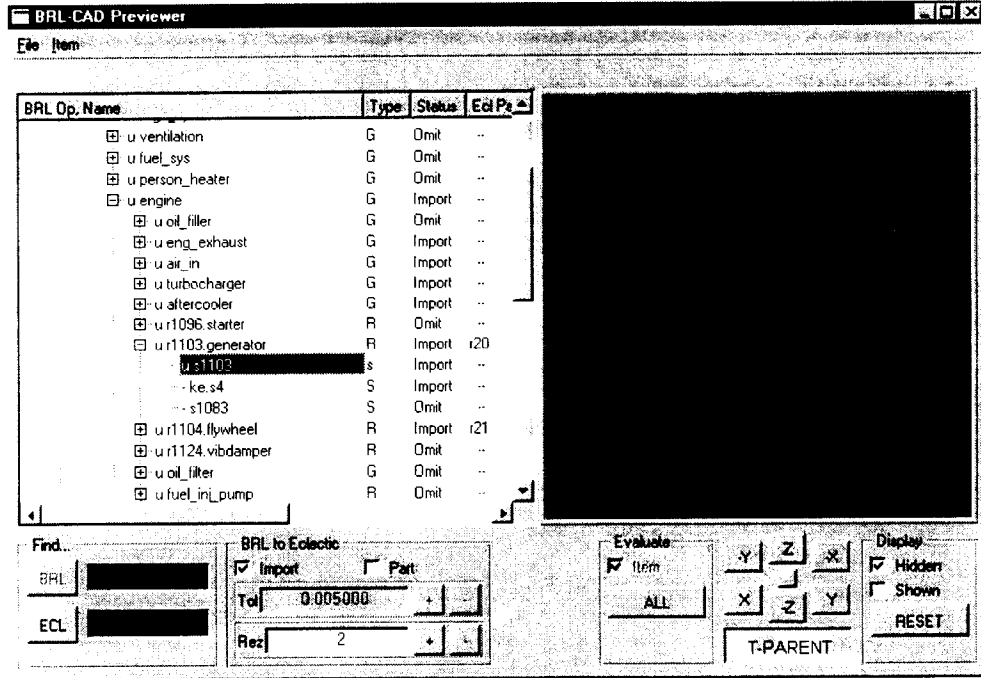 BRL-CAD Previewer
File Item
BRL Op, Name Type Status Ecl Pa
u ventilation G Omit --
u fuel_sys G Omit --
u person_heater G Omit --
u engine G Import --
u oil_filler G Omit --
u eng_exhaust G Import --
u air_in G Import --
u turbocharger G Import --
u aftercooler G Import --
u r1096.starter R Omit --
u r1103.generator R Import r20
u s1103 s Import --
- ke.s4 S Import --
- s1083 S Omit --
u r1104.flywheel R Import r21
u r1124.vibdamper R Omit --
u oil_filter G Omit --
u fuel_inj_pump R Omit --
Find...
BRL
ECL
BRL to Eclectic
Import Part
Tol 0.005000 + -
Rez 2 + -
Evaluate
Item
ALL
-Y Z -X
X -Z Y
T-PARENT
Display
Hidden
Shown
RESET